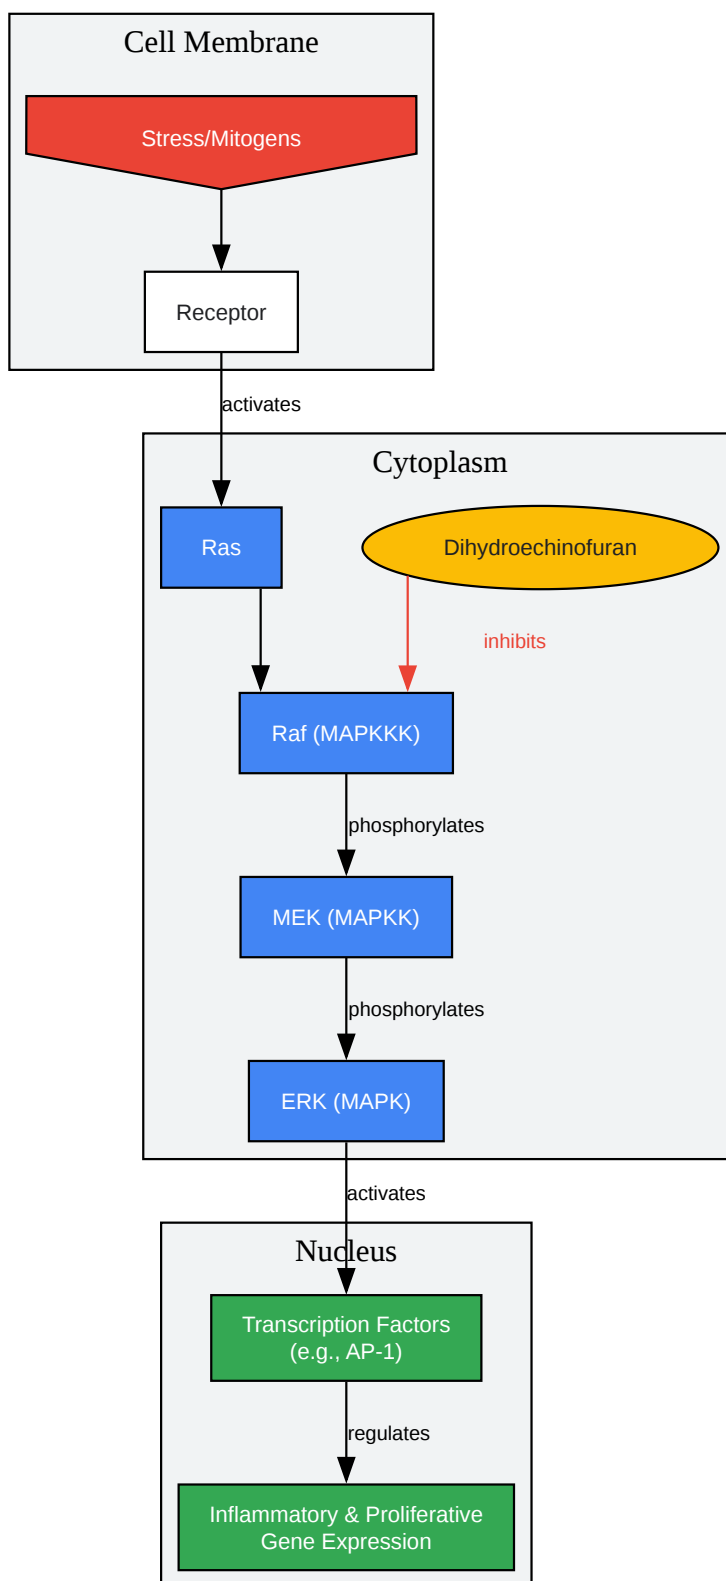 Cell Membrane
Stress/Mitogens
Receptor
activates
Cytoplasm
Ras
Dihydroechinofuran
inhibits
Raf (MAPKKK)
phosphorylates
MEK (MAPKK)
phosphorylates
ERK (MAPK)
activates
Nucleus
Transcription Factors
(e.g., AP-1)
regulates
Inflammatory & Proliferative
Gene Expression